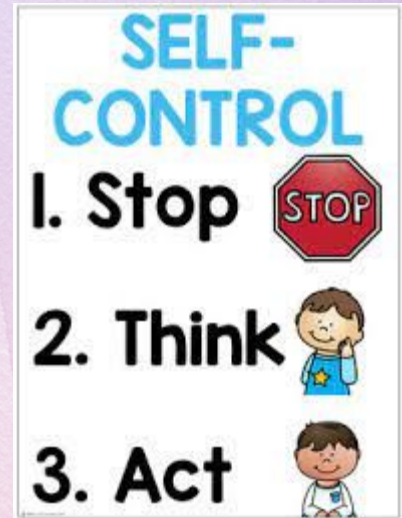 SELF-
CONTROL
1. Stop
STOP
2. Think
3. Act